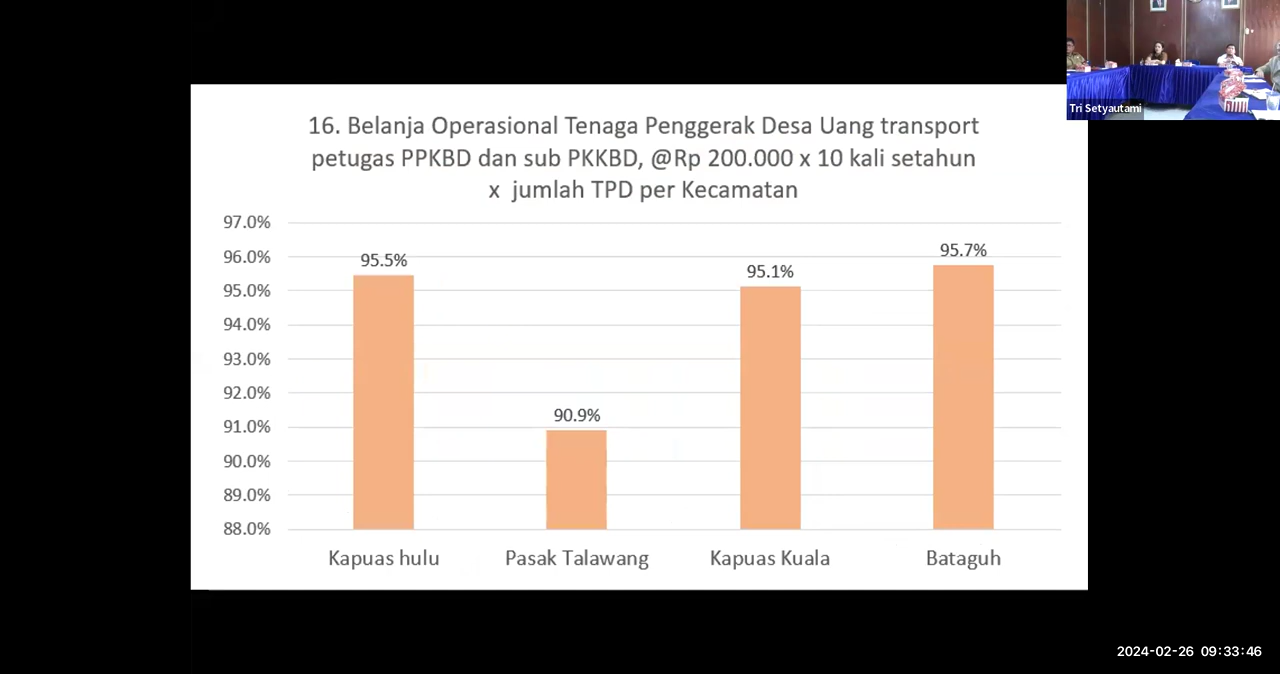 Tri Setyautami
16. Belanja Operasional Tenaga Penggerak Desa Uang transport
petugas PPKBD dan sub PKKBD, @Rp 200.000 x 10 kali setahun
x jumlah TPD per Kecamatan
97.0%
96.0%
95.0%
94.0%
93.0%
92.0%
91.0%
90.0%
89.0%
88.0%
95.5%
90.9%
95.1%
95.7%
Kapuas hulu
Pasak Talawang
Kapuas Kuala
Bataguh
2024-02-26 09:33:46